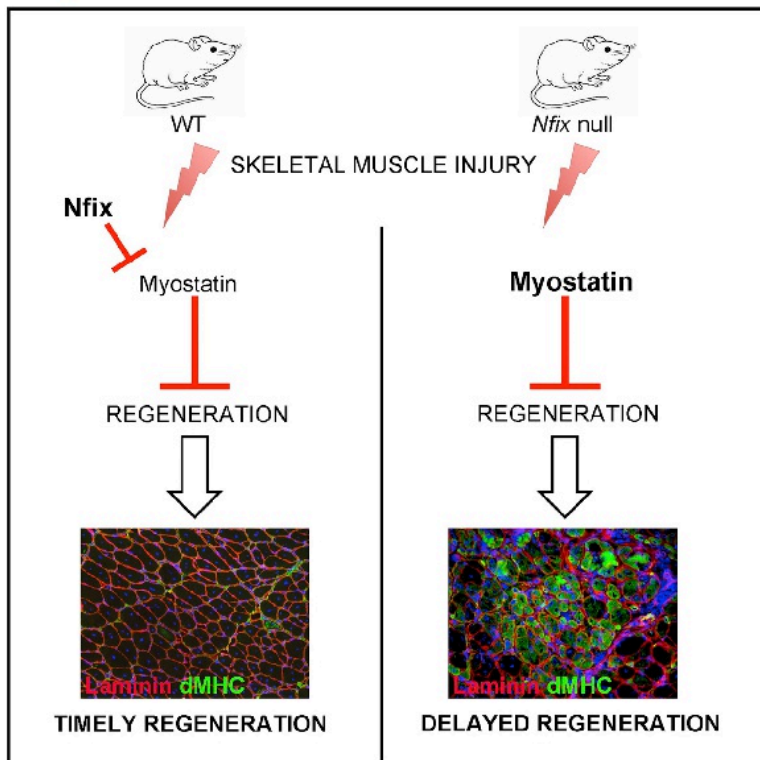 WT
Nfix null
SKELETAL MUSCLE INJURY
Nfix
Myostatin
Myostatin
REGENERATION
REGENERATION
Laminin dMHC
Laminin dMHC
TIMELY REGENERATION
DELAYED REGENERATION